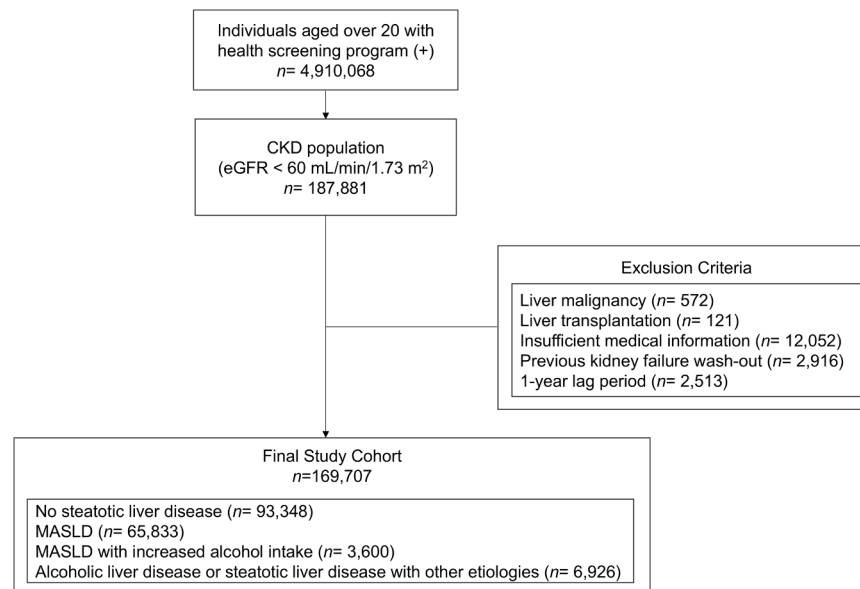 Individuals aged over 20 with
health screening program (+)
n= 4,910,068
CKD population
(eGFR < 60 mL/min/1.73 m²)
n= 187,881
Exclusion Criteria
Liver malignancy (n= 572)
Liver transplantation (n= 121)
Insufficient medical information (n= 12,052)
Previous kidney failure wash-out (n= 2,916)
1-year lag period (n= 2,513)
Final Study Cohort
n=169,707
No steatotic liver disease (n= 93,348)
MASLD (n= 65,833)
MASLD with increased alcohol intake (n= 3,600)
Alcoholic liver disease or steatotic liver disease with other etiologies (n= 6,926)